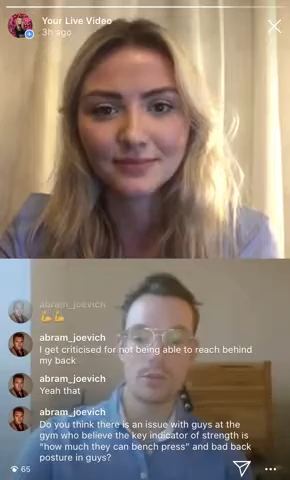 Your Live Video
3h ago
abram_joevich
💪💪
abram_joevich
I get criticised for not being able to reach behind
my back
abram_joevich
Yeah that
abram_joevich
Do you think there is an issue with guys at the
gym who believe the key indicator of strength is
"how much they can bench press" and bad back
posture in guys?
65